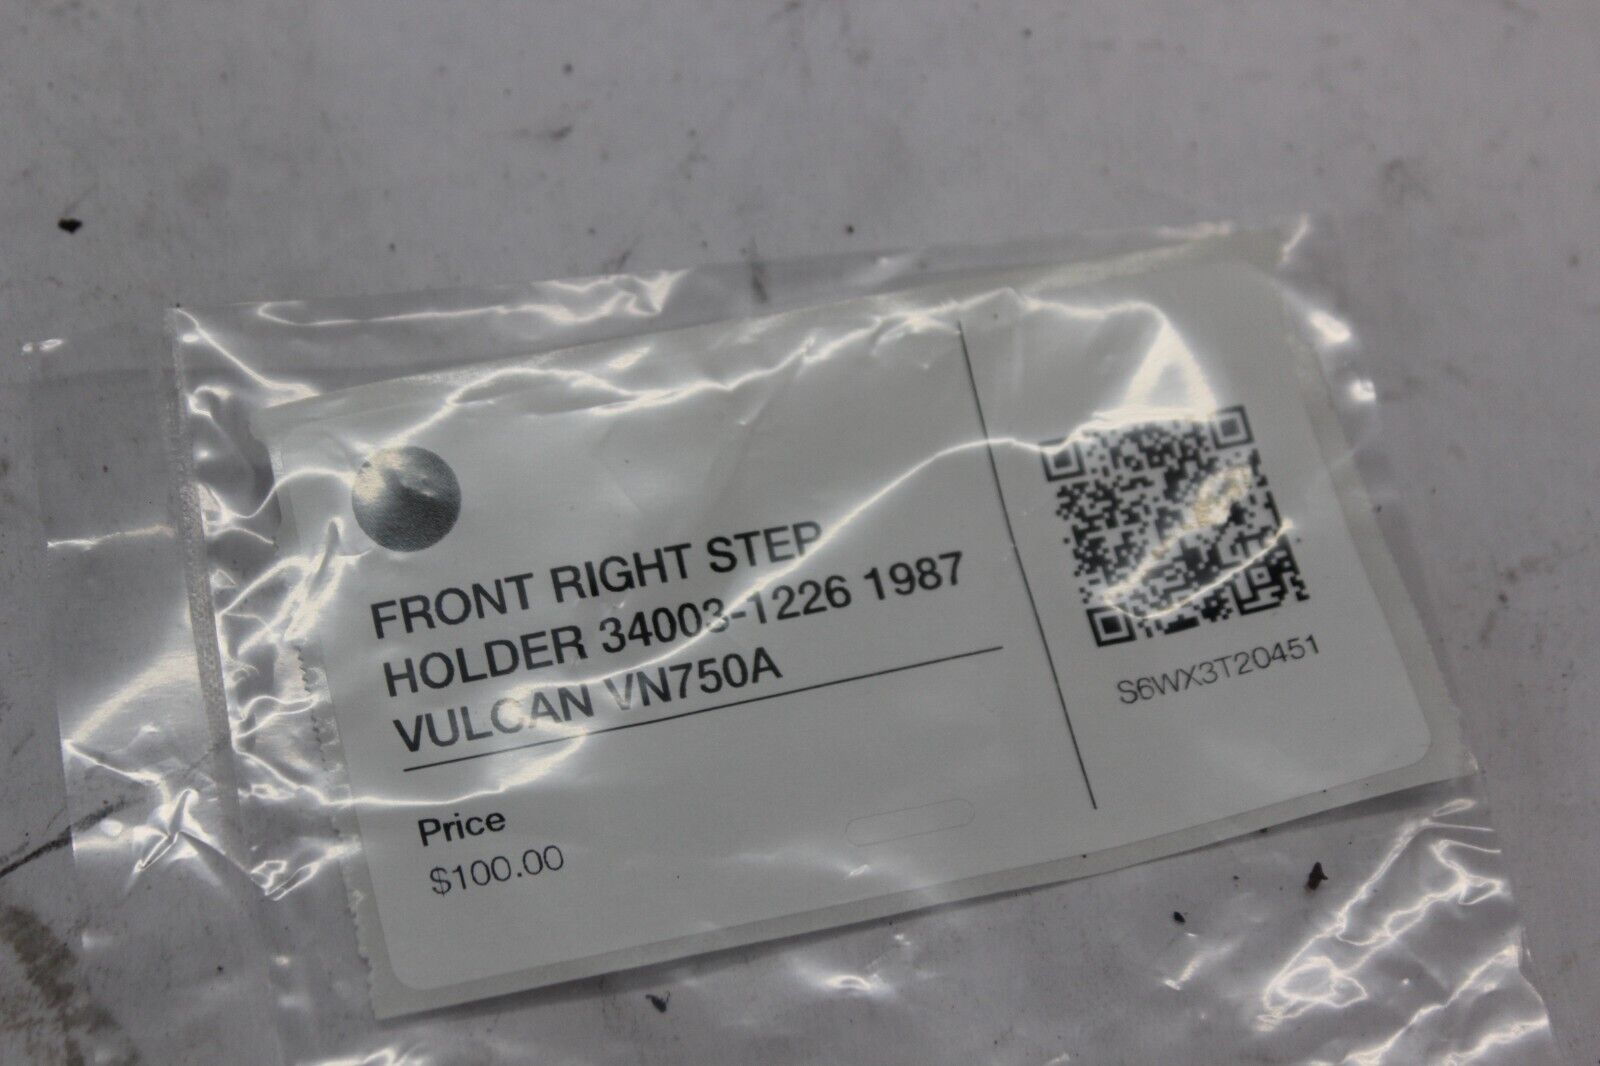 FRONT RIGHT STEP
HOLDER 34003-1226 1987
VULCAN VN750A
Price
$100.00
S6WX3T20451